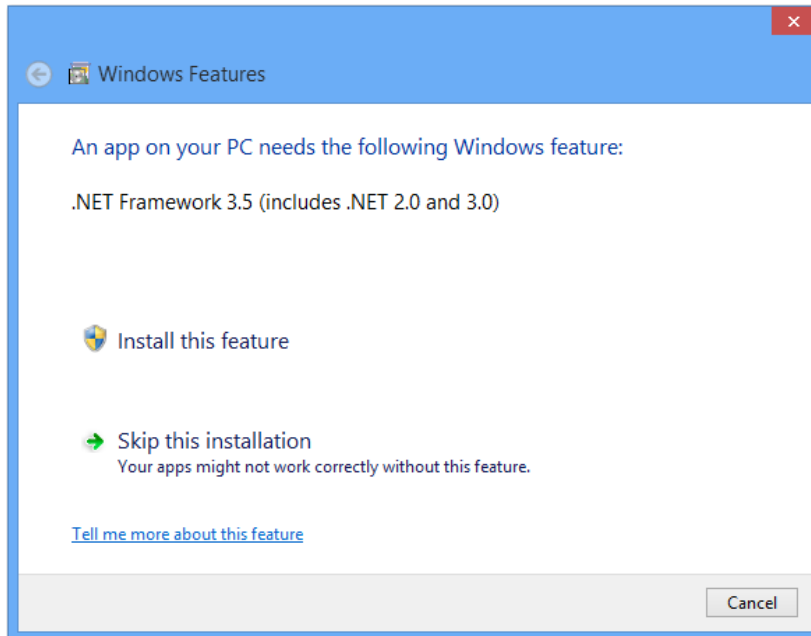 Windows Features
An app on your PC needs the following Windows feature:
.NET Framework 3.5 (includes .NET 2.0 and 3.0)
Install this feature
Skip this installation
Your apps might not work correctly without this feature.
Tell me more about this feature
Cancel